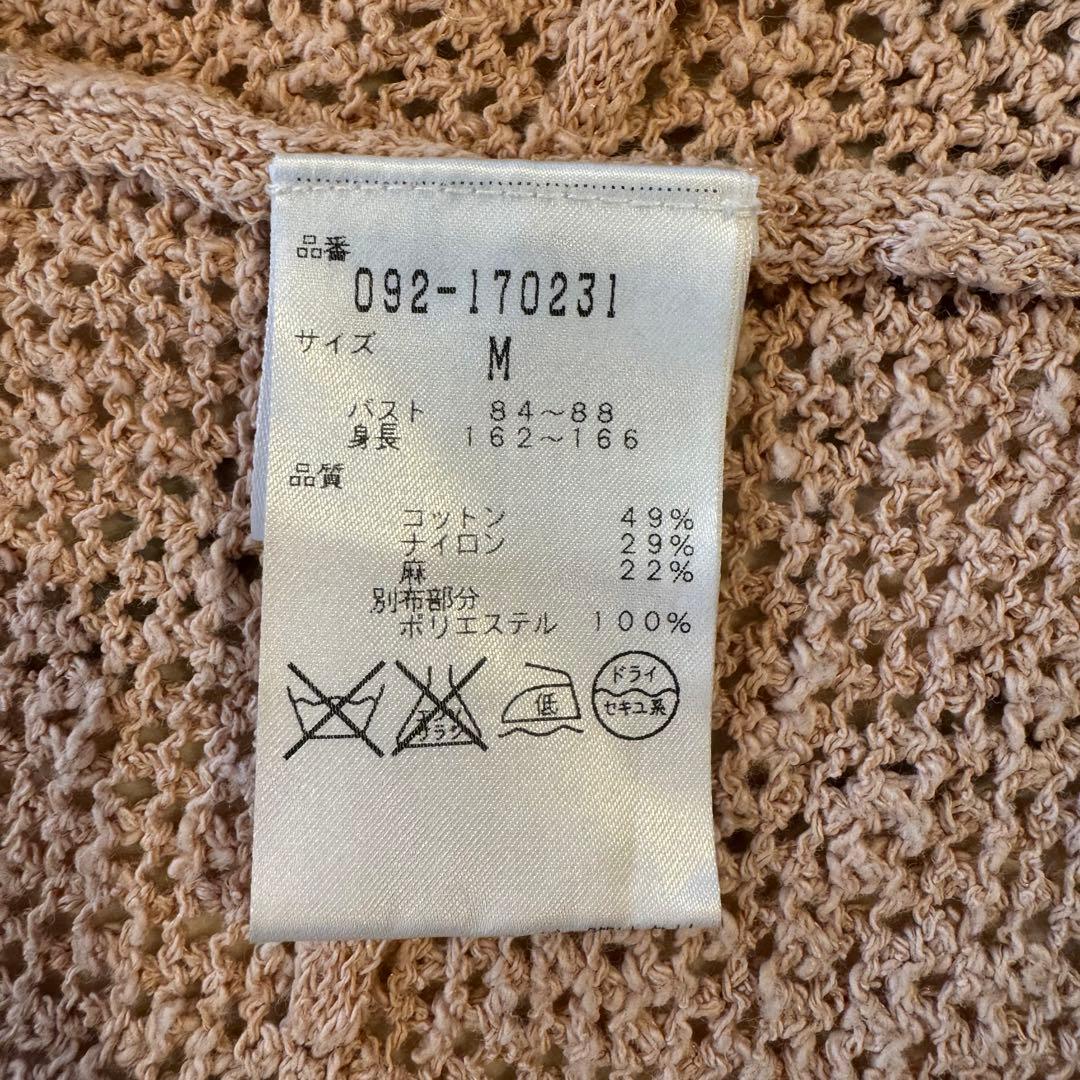 品番
092-170231
サイズ M
バスト 84～88
身長 162～166
品質
コットン 49%
ナイロン 29%
麻 22%
別布部分
ポリエステル 100%
低
ドライ
セキユ系